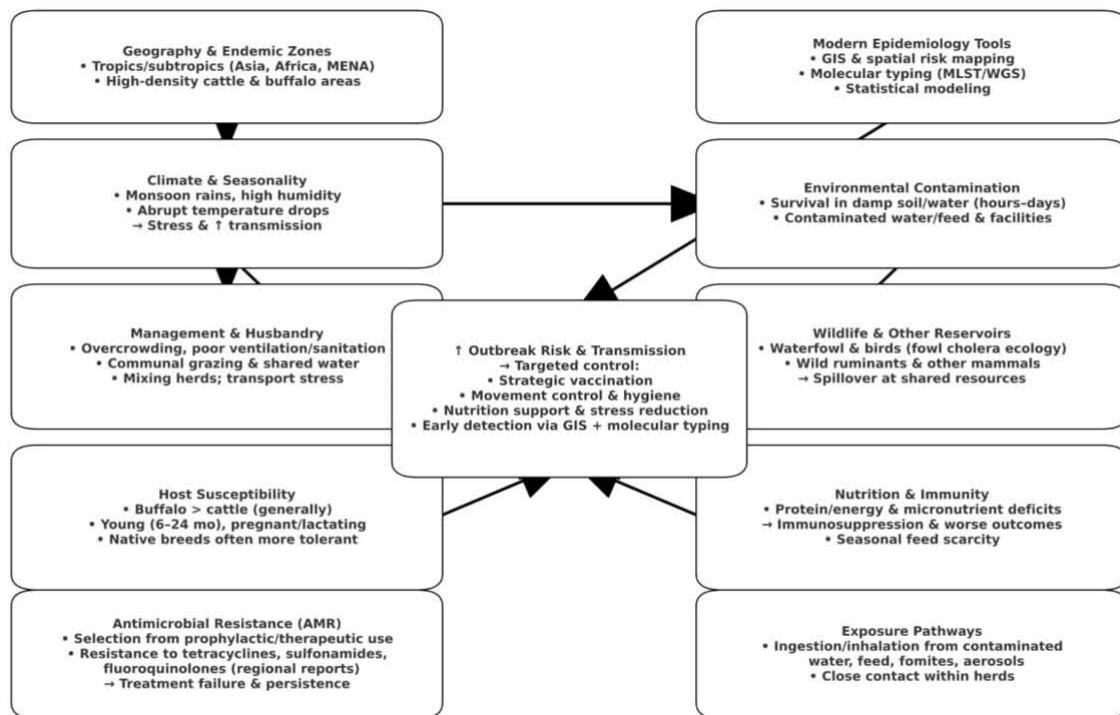 Geography & Endemic Zones
• Tropics/subtropics (Asia, Africa, MENA)
• High-density cattle & buffalo areas
Modern Epidemiology Tools
• GIS & spatial risk mapping
• Molecular typing (MLST/WGS)
• Statistical modeling
Climate & Seasonality
• Monsoon rains, high humidity
• Abrupt temperature drops
→ Stress & ↑ transmission
Environmental Contamination
• Survival in damp soil/water (hours–days)
• Contaminated water/feed & facilities
Management & Husbandry
• Overcrowding, poor ventilation/sanitation
• Communal grazing & shared water
• Mixing herds; transport stress
↑ Outbreak Risk & Transmission
→ Targeted control:
• Strategic vaccination
• Movement control & hygiene
• Nutrition support & stress reduction
• Early detection via GIS + molecular typing
Wildlife & Other Reservoirs
• Waterfowl & birds (fowl cholera ecology)
• Wild ruminants & other mammals
→ Spillover at shared resources
Host Susceptibility
• Buffalo > cattle (generally)
• Young (6–24 mo), pregnant/lactating
• Native breeds often more tolerant
Nutrition & Immunity
• Protein/energy & micronutrient deficits
→ Immunosuppression & worse outcomes
• Seasonal feed scarcity
Antimicrobial Resistance (AMR)
• Selection from prophylactic/therapeutic use
• Resistance to tetracyclines, sulfonamides,
fluoroquinolones (regional reports)
→ Treatment failure & persistence
Exposure Pathways
• Ingestion/inhalation from contaminated
water, feed, fomites, aerosols
• Close contact within herds